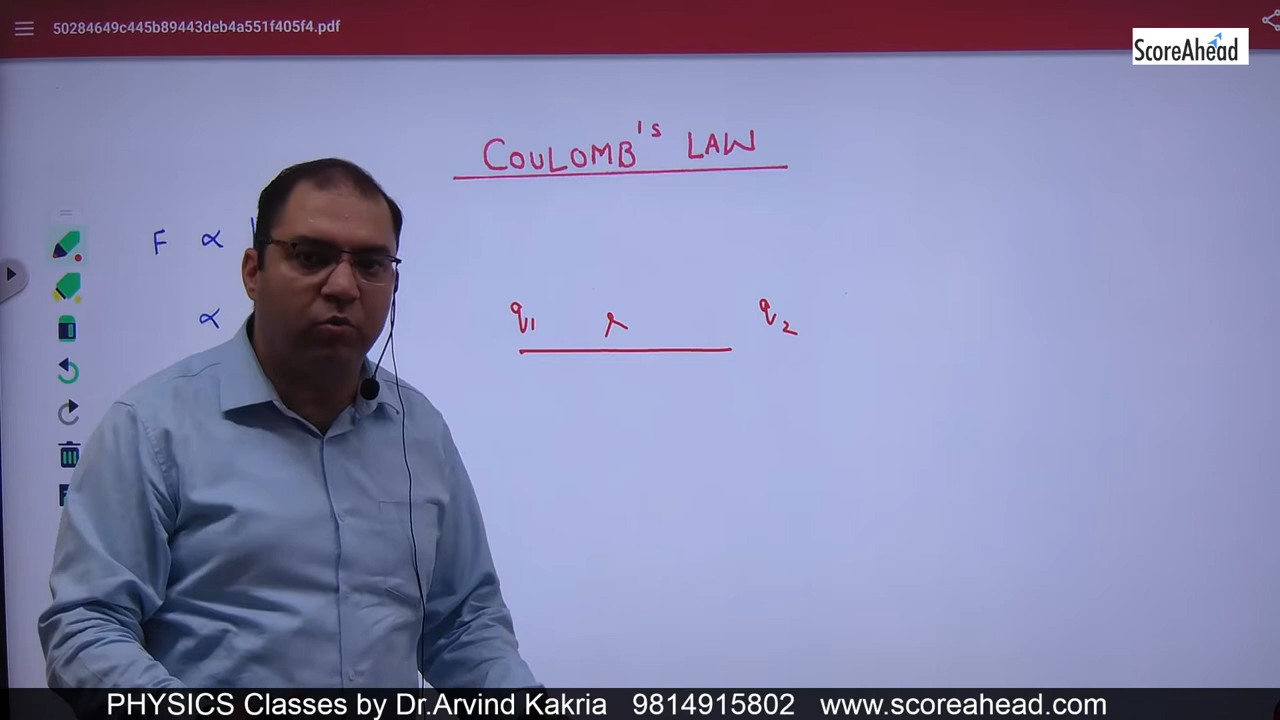 50284649c445b89443deb4a551f405f4.pdf
ScoreAhead
COULOMB'S LAW
F ∝
∝
q₁ r q₂
PHYSICS Classes by Dr.Arvind Kakria 9814915802 www.scoreahead.com